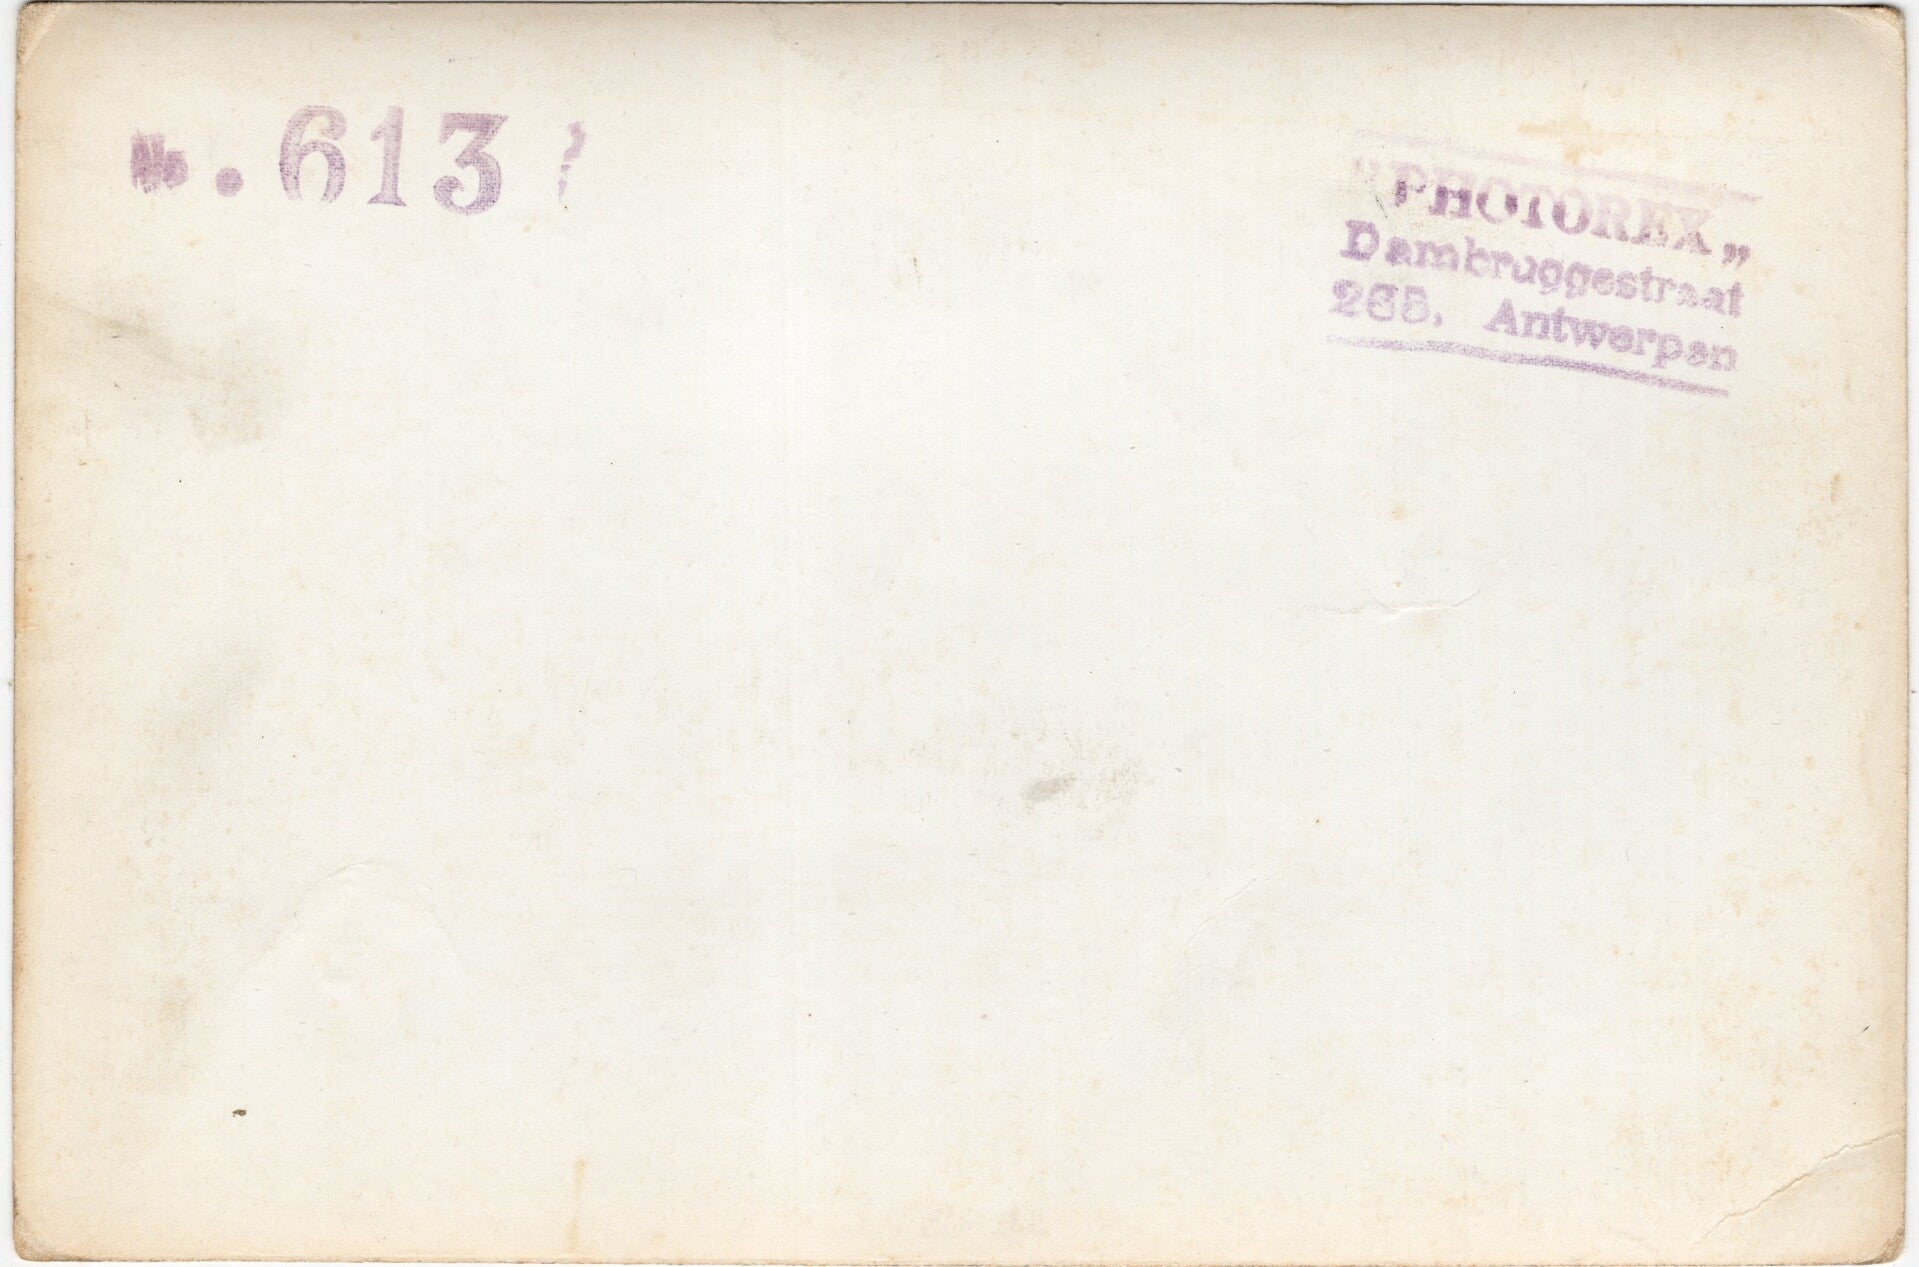 No. 613
"PHOTOREX„
Dambruggestraat
265, Antwerpen